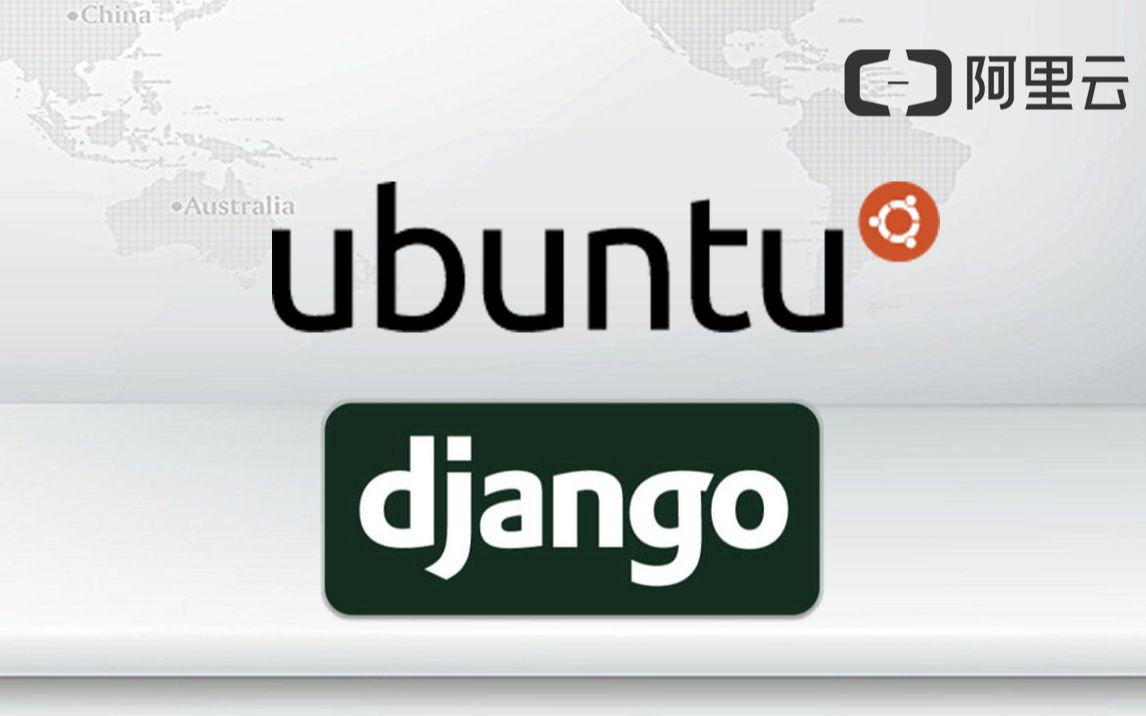 China
阿里云
Australia
ubuntu
django